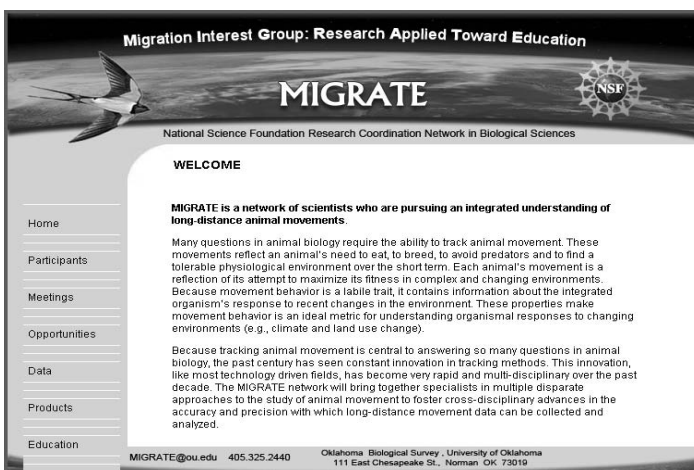 Migration Interest Group: Research Applied Toward Education
MIGRATE
NSF
National Science Foundation Research Coordination Network in Biological Sciences
WELCOME
MIGRATE is a network of scientists who are pursuing an integrated understanding of
long-distance animal movements.
Many questions in animal biology require the ability to track animal movement. These
movements reflect an animal's need to eat, to breed, to avoid predators and to find a
tolerable physiological environment over the short term. Each animal's movement is a
reflection of its attempt to maximize its fitness in complex and changing environments.
Because movement behavior is a labile trait, it contains information about the integrated
organism's response to recent changes in the environment. These properties make
movement behavior is an ideal metric for understanding organismal responses to changing
environments (e.g., climate and land use change).
Because tracking animal movement is central to answering so many questions in animal
biology, the past century has seen constant innovation in tracking methods. This innovation,
like most technology driven fields, has become very rapid and multi-disciplinary over the past
decade. The MIGRATE network will bring together specialists in multiple disparate
approaches to the study of animal movement to foster cross-disciplinary advances in the
accuracy and precision with which long-distance movement data can be collected and
analyzed.
Home
Participants
Meetings
Opportunities
Data
Products
Education
MIGRATE@ou.edu 405.325.2440
Oklahoma Biological Survey , University of Oklahoma
111 East Chesapeake St., Norman OK 73019